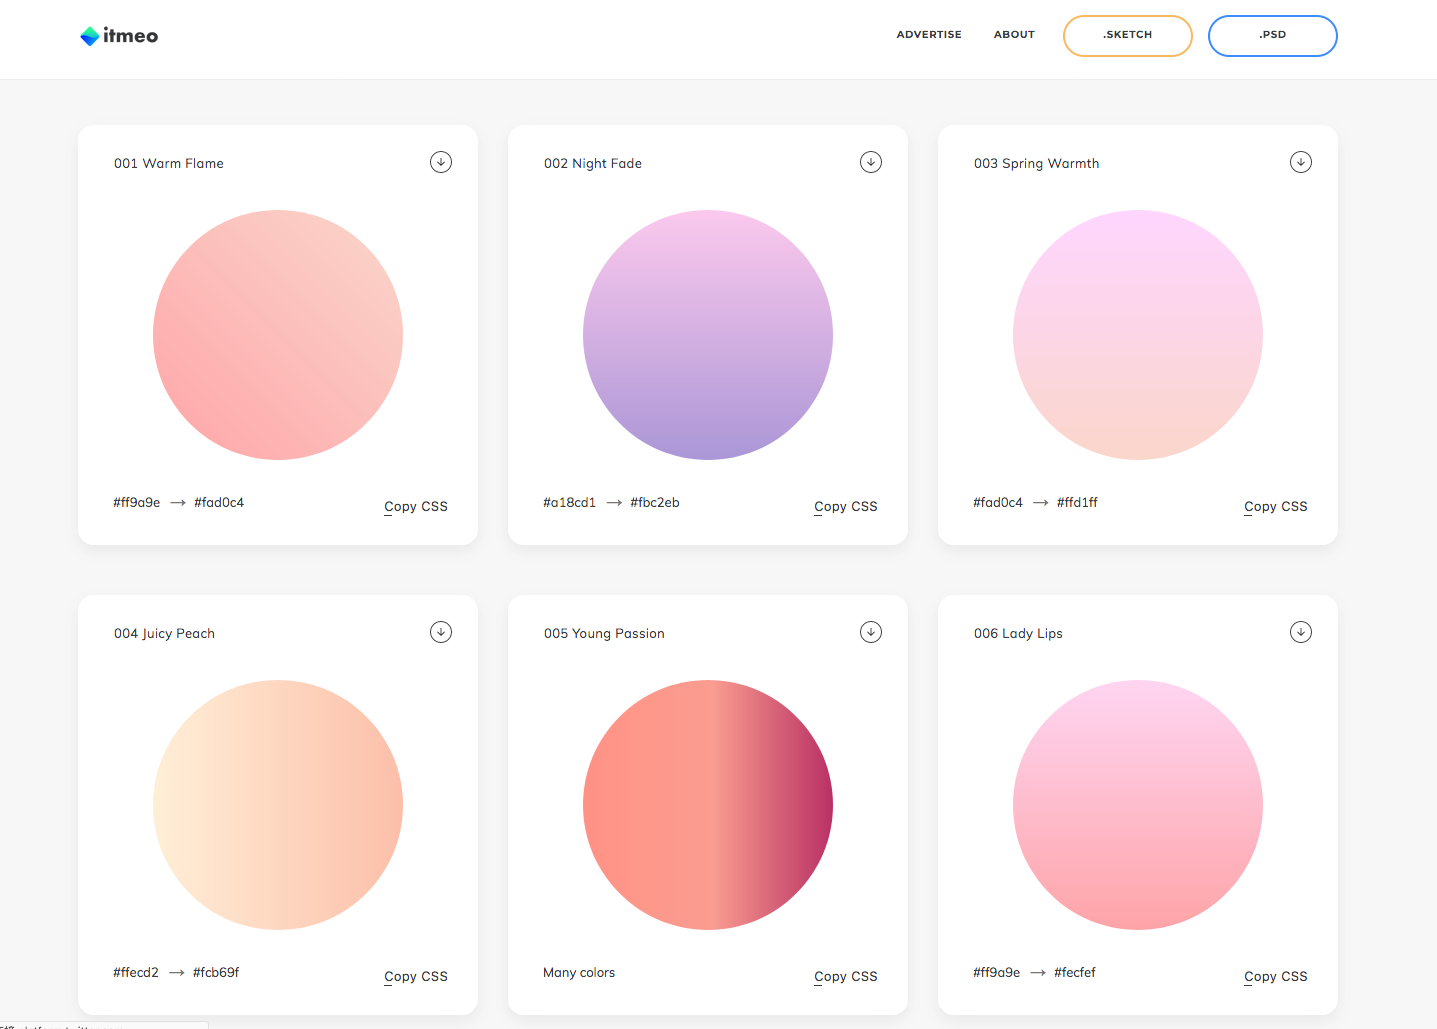 itmeo
ADVERTISE ABOUT .SKETCH .PSD
001 Warm Flame
#ff9a9e → #fad0c4 Copy CSS
002 Night Fade
#a18cd1 → #fbc2eb Copy CSS
003 Spring Warmth
#fad0c4 → #ffd1ff Copy CSS
004 Juicy Peach
#ffecd2 → #fcb69f Copy CSS
005 Young Passion
Many colors Copy CSS
006 Lady Lips
#ff9a9e → #fecfef Copy CSS